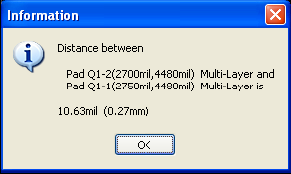 Information
Distance between
Pad Q1-2(2700mil,4480mil) Multi-Layer and
Pad Q1-1(2750mil,4480mil) Multi-Layer is
10.63mil (0.27mm)
OK